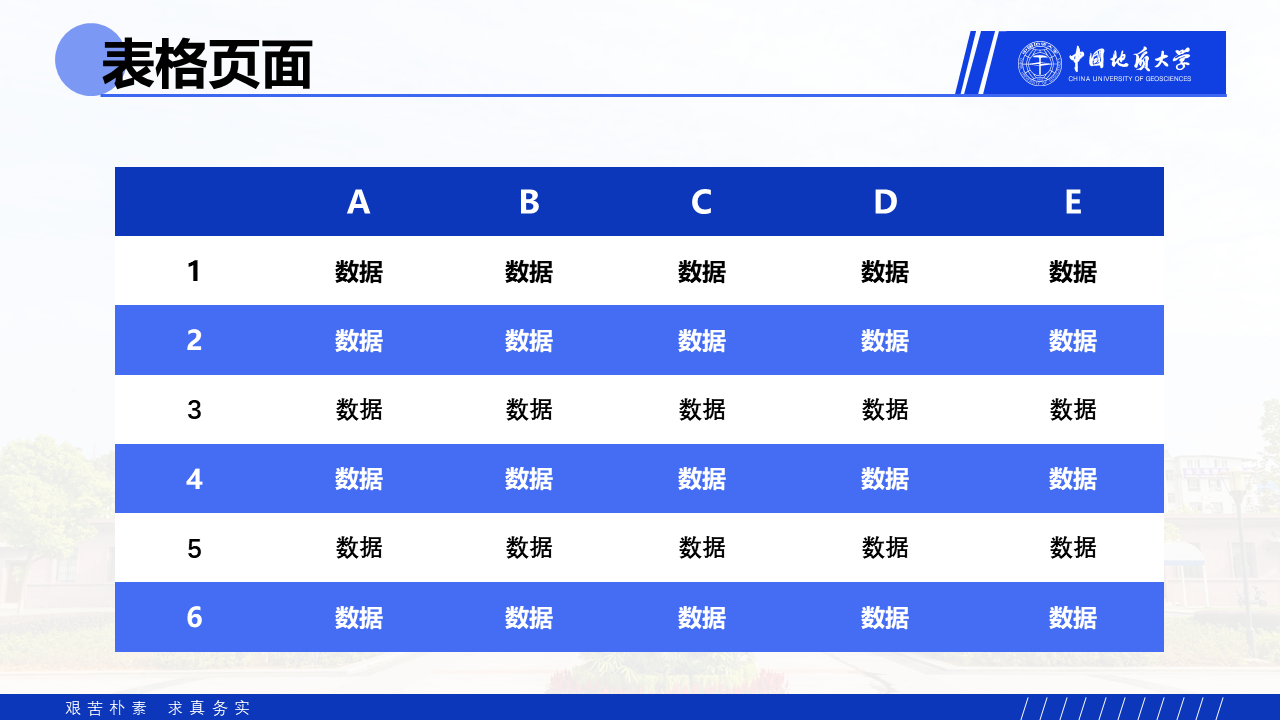 表格页面
中国地质大学
CHINA UNIVERSITY OF GEOSCIENCES
A B C D E
1 数据 数据 数据 数据 数据
2 数据 数据 数据 数据 数据
3 数据 数据 数据 数据 数据
4 数据 数据 数据 数据 数据
5 数据 数据 数据 数据 数据
6 数据 数据 数据 数据 数据
艰苦朴素 求真务实